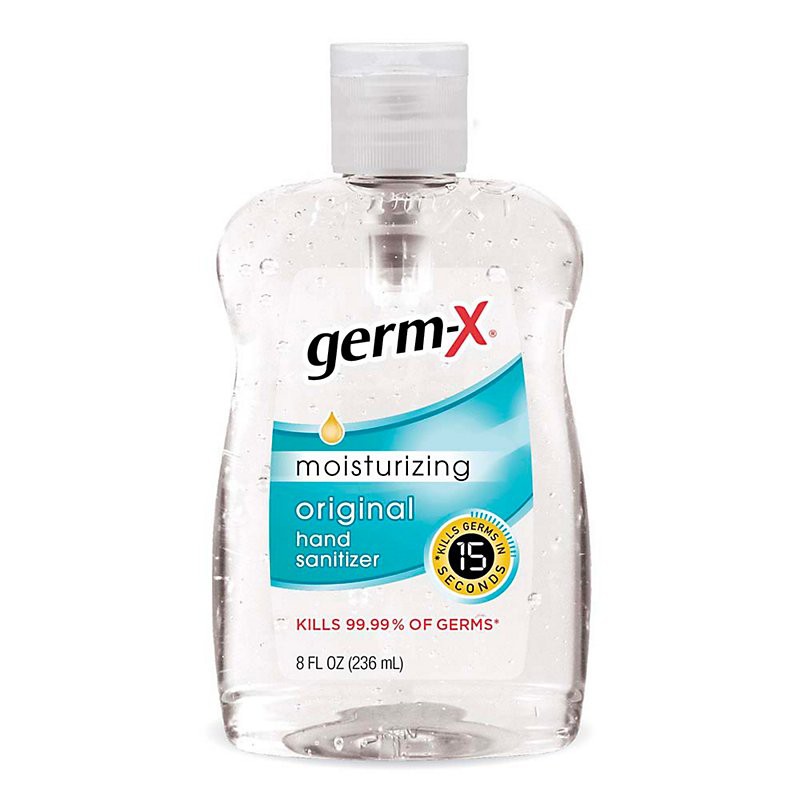 germ-X®
moisturizing
original
hand
sanitizer
*KILLS GERMS IN
15
SECONDS
KILLS 99.99% OF GERMS*
8 FL OZ (236 mL)